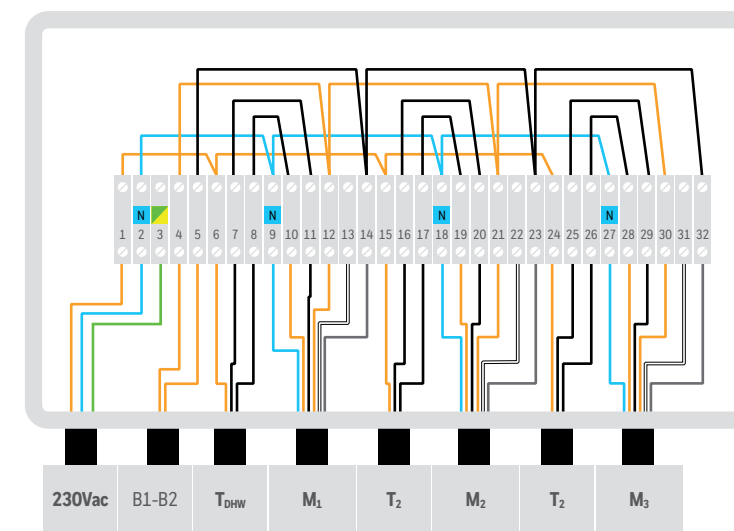 N N N N
1 2 3 4 5 6 7 8 9 10 11 12 13 14 15 16 17 18 19 20 21 22 23 24 25 26 27 28 29 30 31 32
230Vac B1-B2 T_DHW M₁ T₂ M₂ T₂ M₃